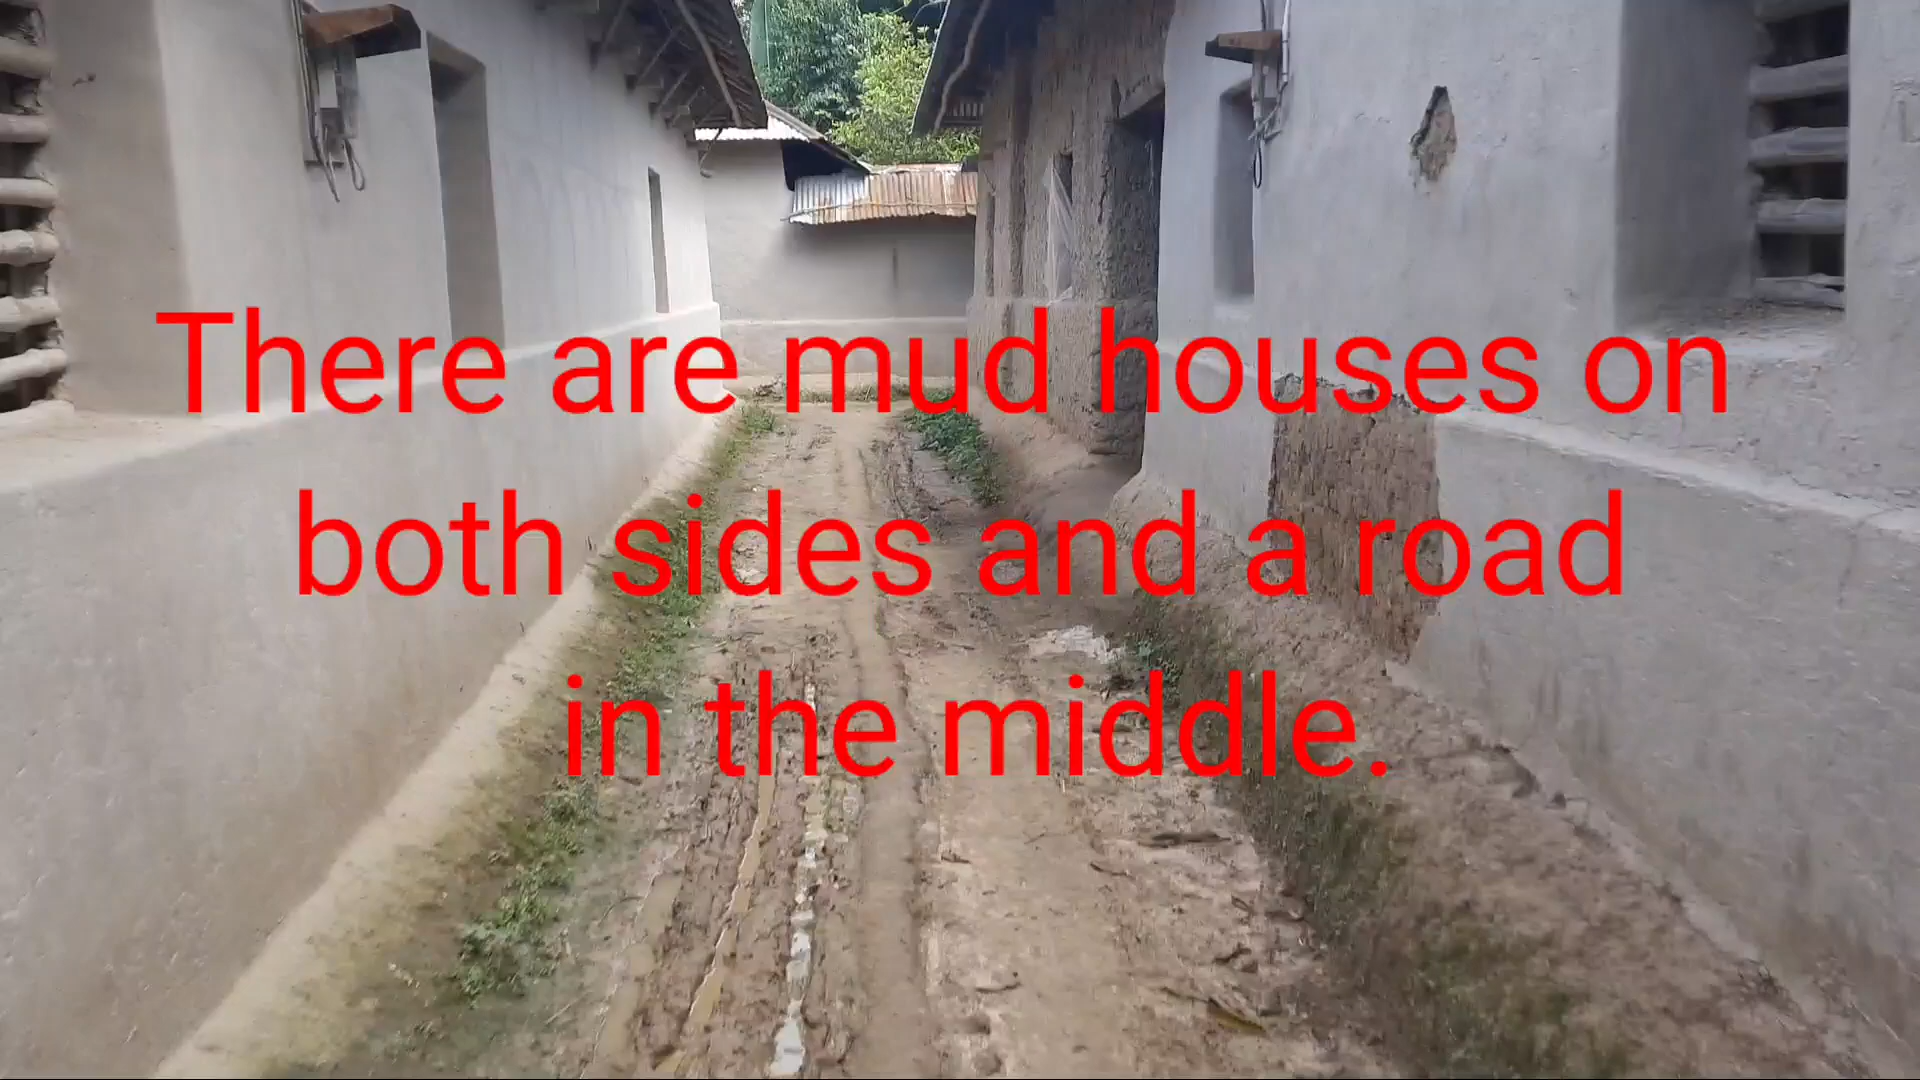 There are mud houses on
both sides and a road
in the middle.